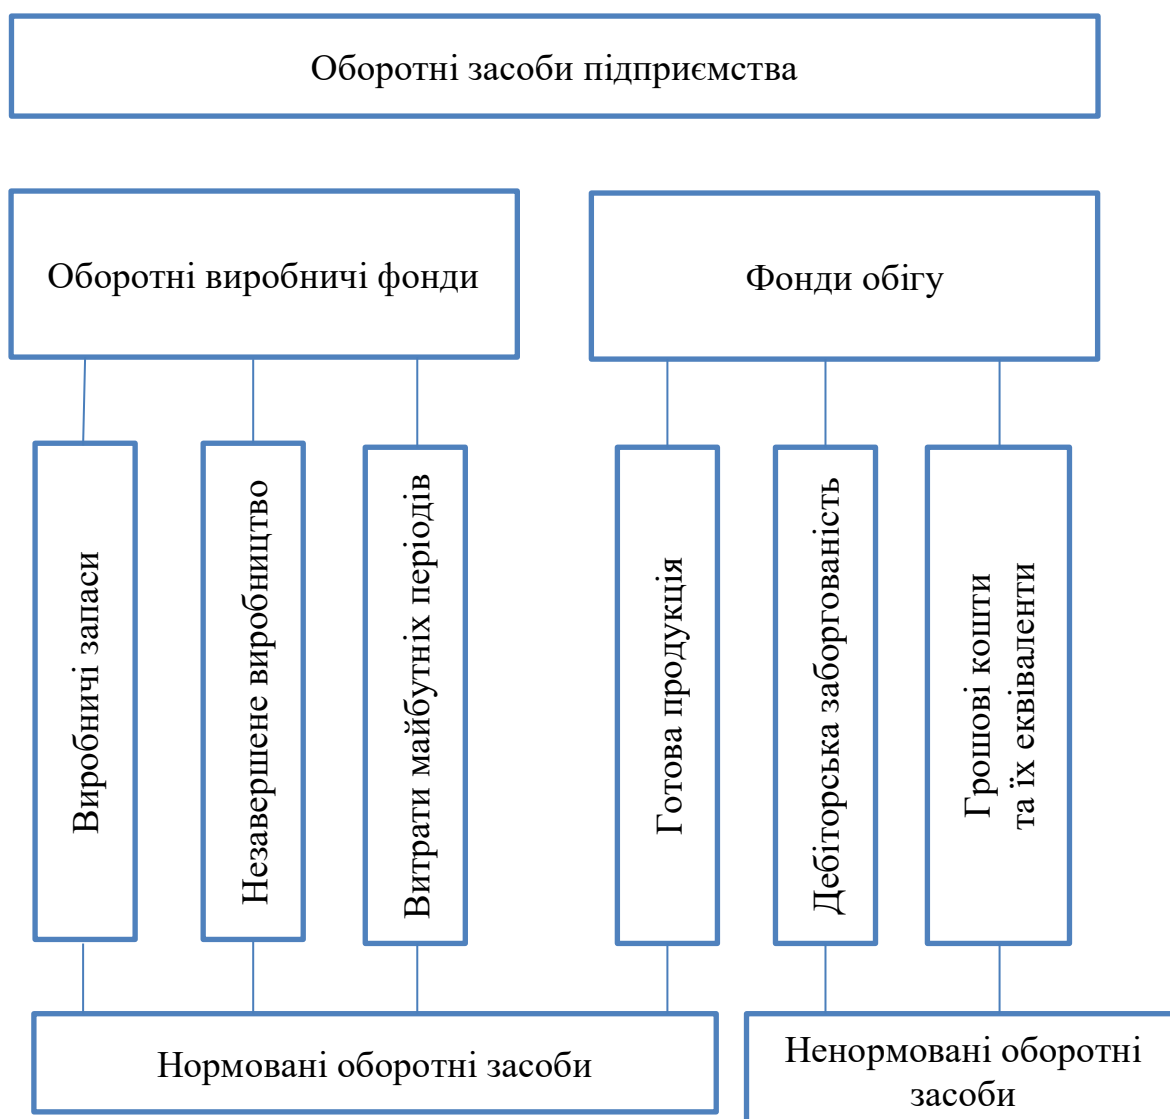 Оборотні засоби підприємства
Оборотні виробничі фонди
Фонди обігу
Виробничі запаси
Незавершене виробництво
Витрати майбутніх періодів
Готова продукція
Дебіторська заборгованість
Грошові кошти
та їх еквіваленти
Нормовані оборотні засоби
Ненормовані оборотні
засоби